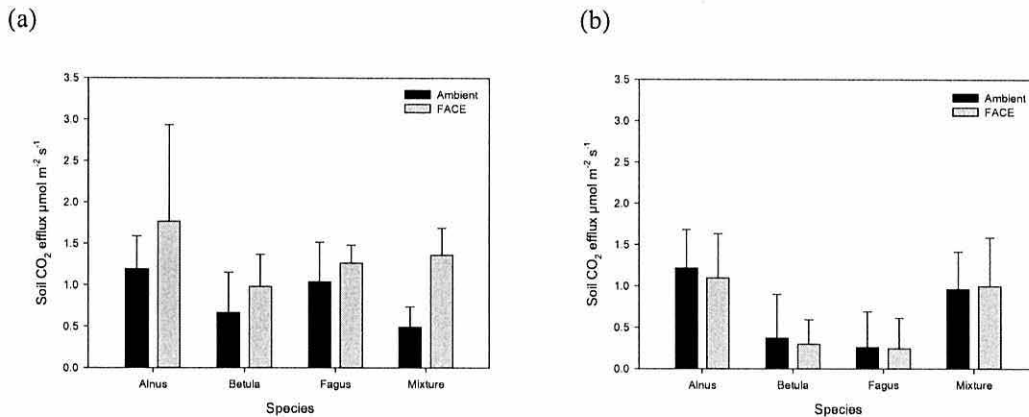 (a)
3.5
3.0
2.5
2.0
1.5
1.0
0.5
0.0
Soil CO₂ efflux µmol m⁻² s⁻¹
Ambient
FACE
Alnus
Betula
Fagus
Mixture
Species
(b)
3.5
3.0
2.5
2.0
1.5
1.0
0.5
0.0
Soil CO₂ efflux µmol m⁻² s⁻¹
Ambient
FACE
Alnus
Betula
Fagus
Mixture
Species